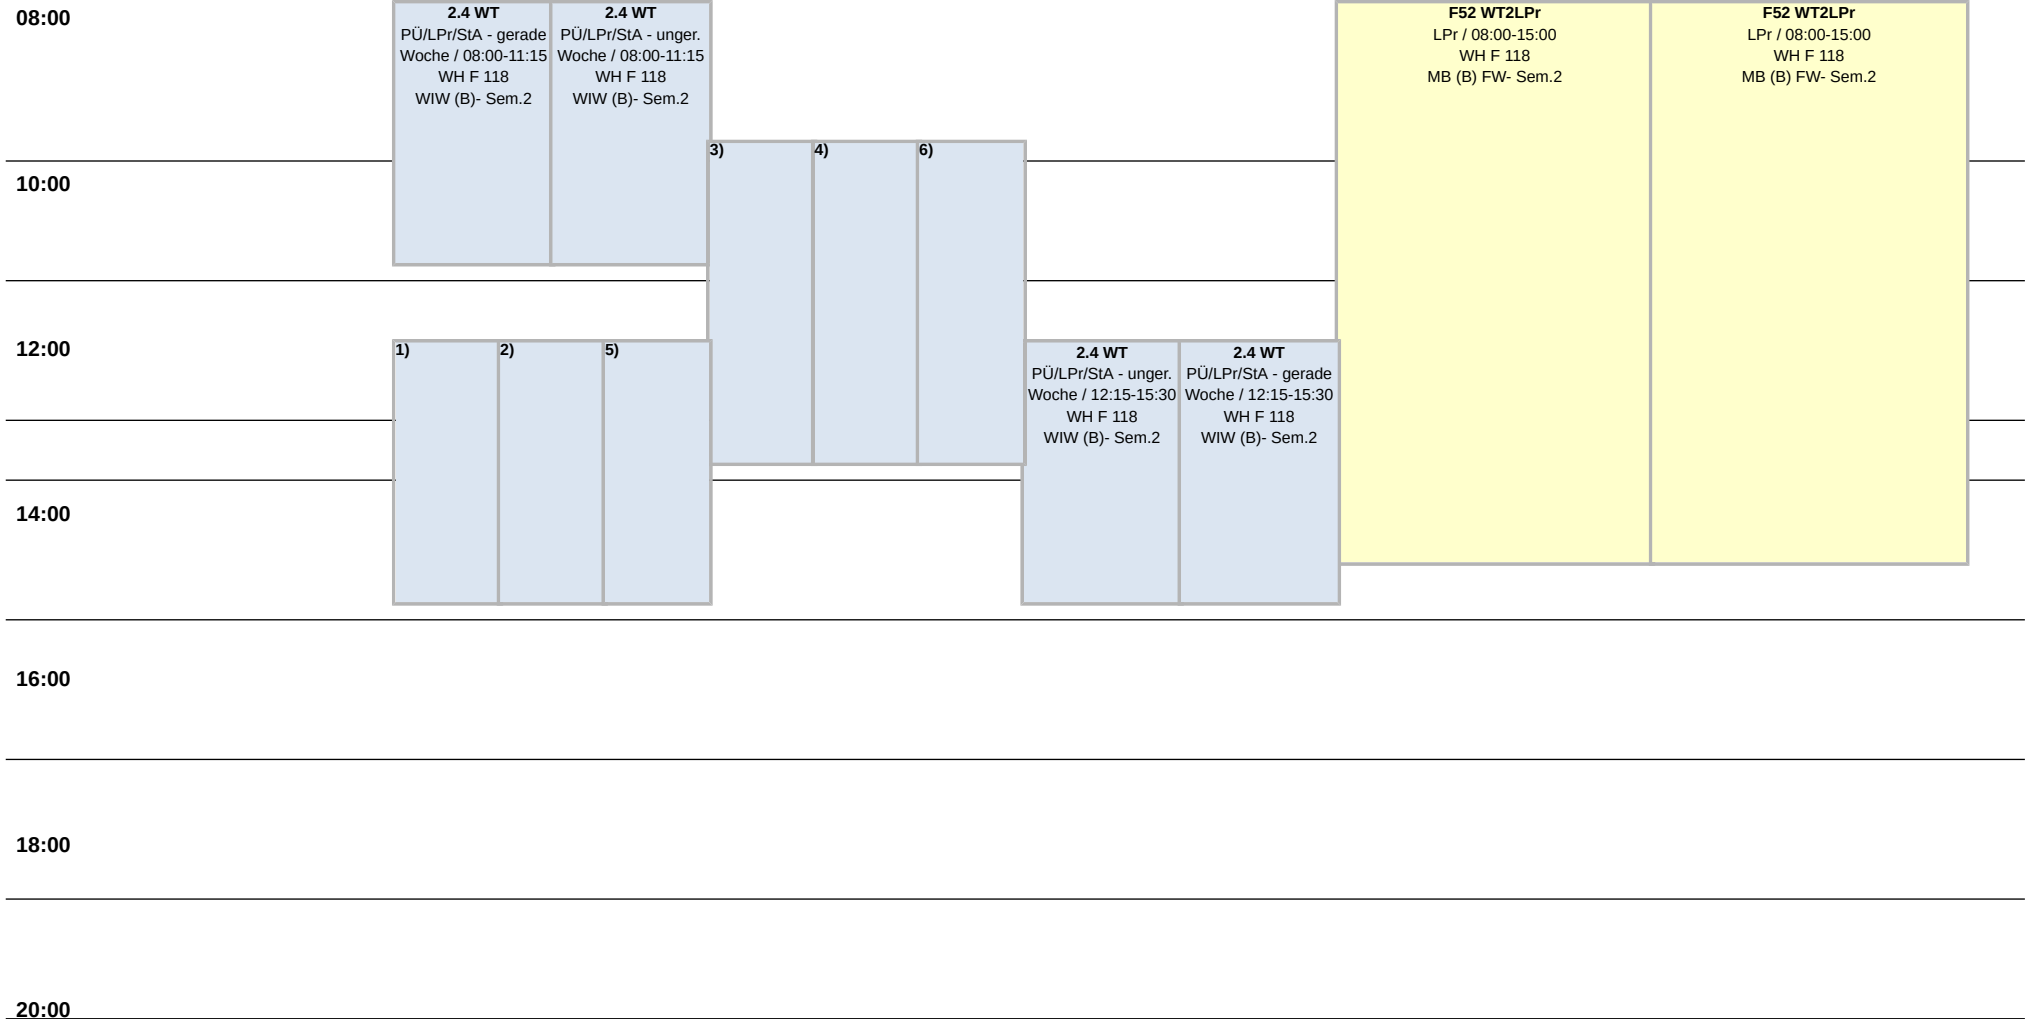 08:00
2.4 WT
PÜ/LPr/StA - gerade
Woche / 08:00-11:15
WH F 118
WIW (B)- Sem.2
2.4 WT
PÜ/LPr/StA - unger.
Woche / 08:00-11:15
WH F 118
WIW (B)- Sem.2
F52 WT2LPr
LPr / 08:00-15:00
WH F 118
MB (B) FW- Sem.2
F52 WT2LPr
LPr / 08:00-15:00
WH F 118
MB (B) FW- Sem.2
3)
4)
6)
10:00
12:00
1)
2)
5)
2.4 WT
PÜ/LPr/StA - unger.
Woche / 12:15-15:30
WH F 118
WIW (B)- Sem.2
2.4 WT
PÜ/LPr/StA - gerade
Woche / 12:15-15:30
WH F 118
WIW (B)- Sem.2
14:00
16:00
18:00
20:00